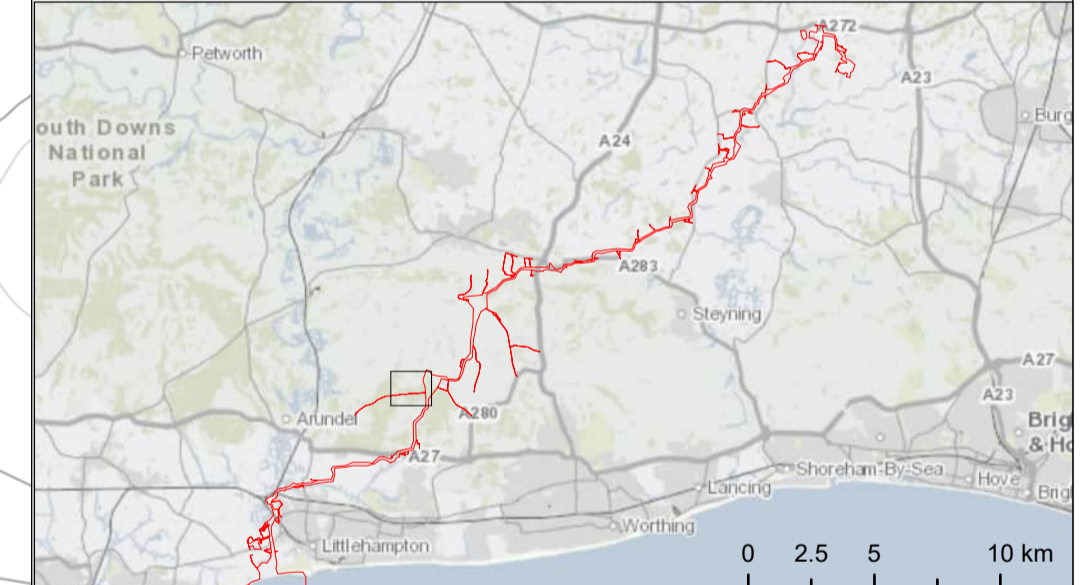 A272
Petworth
A23
Burg
outh Downs
National
Park
A24
A283
Steyning
A27
A23
Arundel
A280
Brig
& Ho
A27
Shoreham-By-Sea
Hove
Lancing
Brig
Worthing
Littlehampton
0 2.5 5 10 km